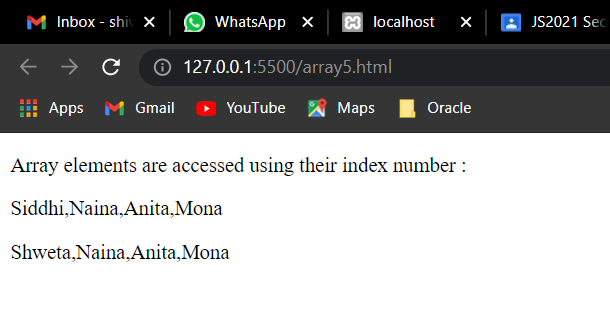 Inbox - shiv WhatsApp localhost JS2021 Sec
127.0.0.1:5500/array5.html
Apps Gmail YouTube Maps Oracle
Array elements are accessed using their index number :
Siddhi,Naina,Anita,Mona
Shweta,Naina,Anita,Mona